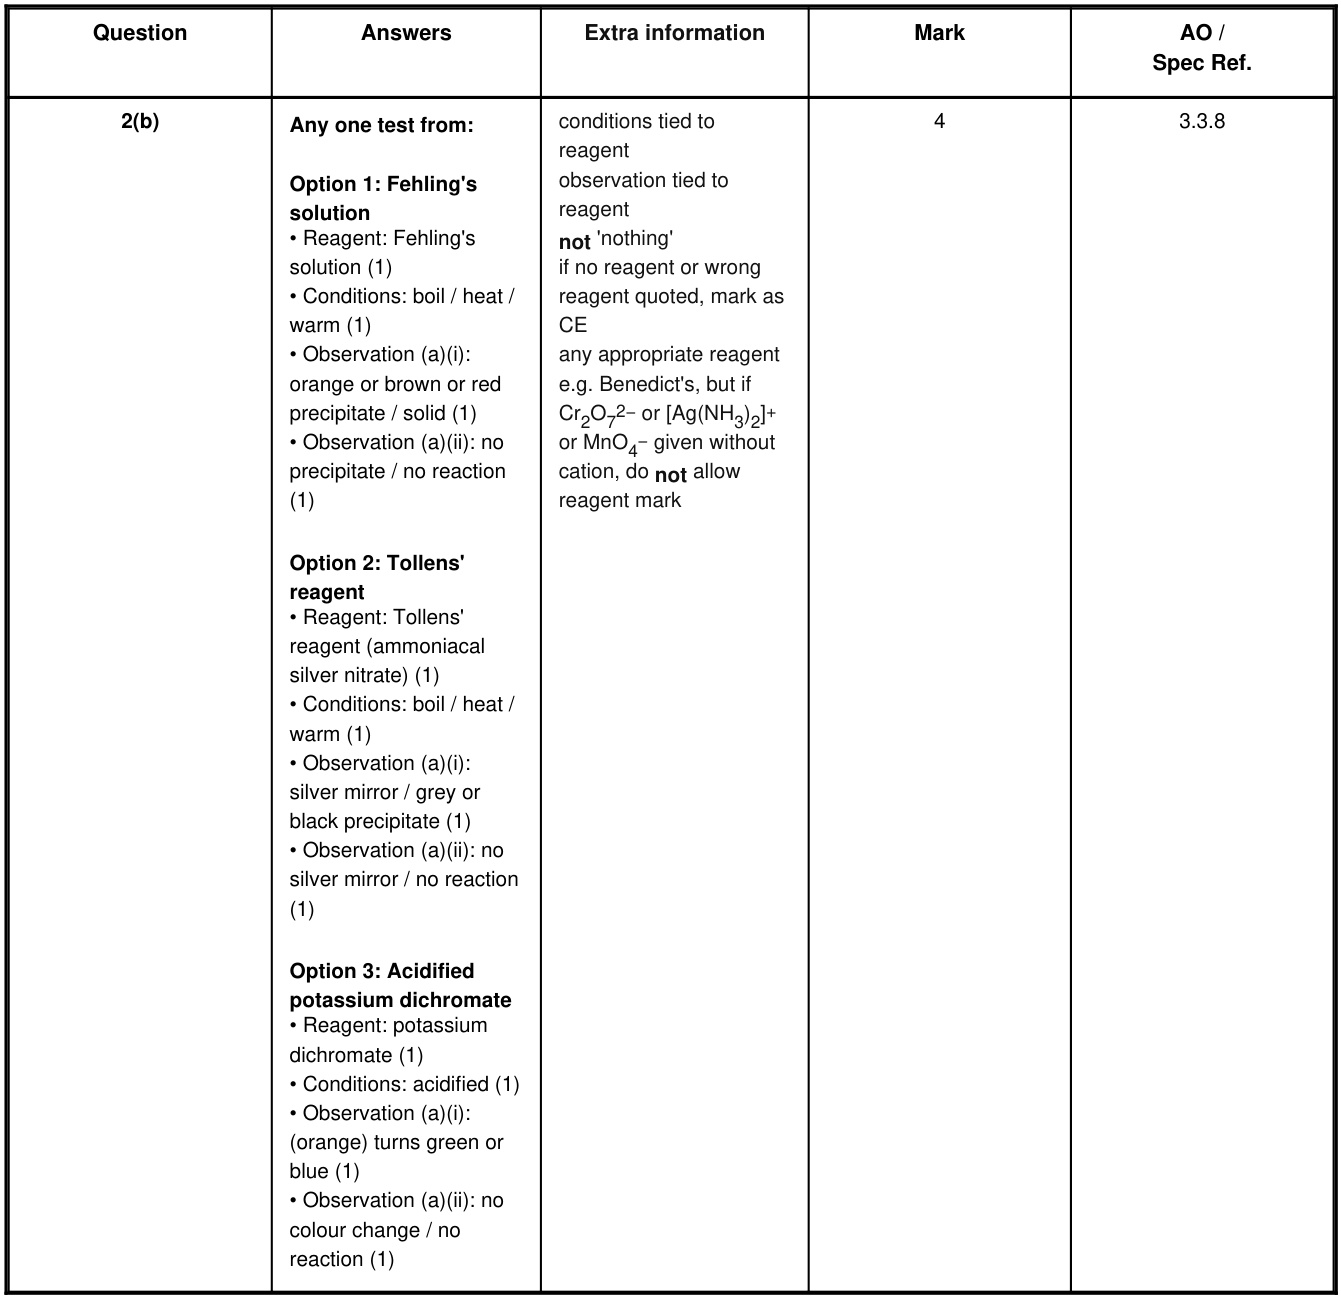 Question
Answers
Extra information
Mark
AO /
Spec Ref.
2(b)
Any one test from:
Option 1: Fehling's
solution
• Reagent: Fehling's
solution (1)
• Conditions: boil / heat /
warm (1)
• Observation (a)(i):
orange or brown or red
precipitate / solid (1)
• Observation (a)(ii): no
precipitate / no reaction
(1)
Option 2: Tollens'
reagent
• Reagent: Tollens'
reagent (ammoniacal
silver nitrate) (1)
• Conditions: boil / heat /
warm (1)
• Observation (a)(i):
silver mirror / grey or
black precipitate (1)
• Observation (a)(ii): no
silver mirror / no reaction
(1)
Option 3: Acidified
potassium dichromate
• Reagent: potassium
dichromate (1)
• Conditions: acidified (1)
• Observation (a)(i):
(orange) turns green or
blue (1)
• Observation (a)(ii): no
colour change / no
reaction (1)
conditions tied to
reagent
observation tied to
reagent
not 'nothing'
if no reagent or wrong
reagent quoted, mark as
CE
any appropriate reagent
e.g. Benedict's, but if
Cr₂O₇²⁻ or [Ag(NH₃)₂]⁺
or MnO₄⁻ given without
cation, do not allow
reagent mark
4
3.3.8